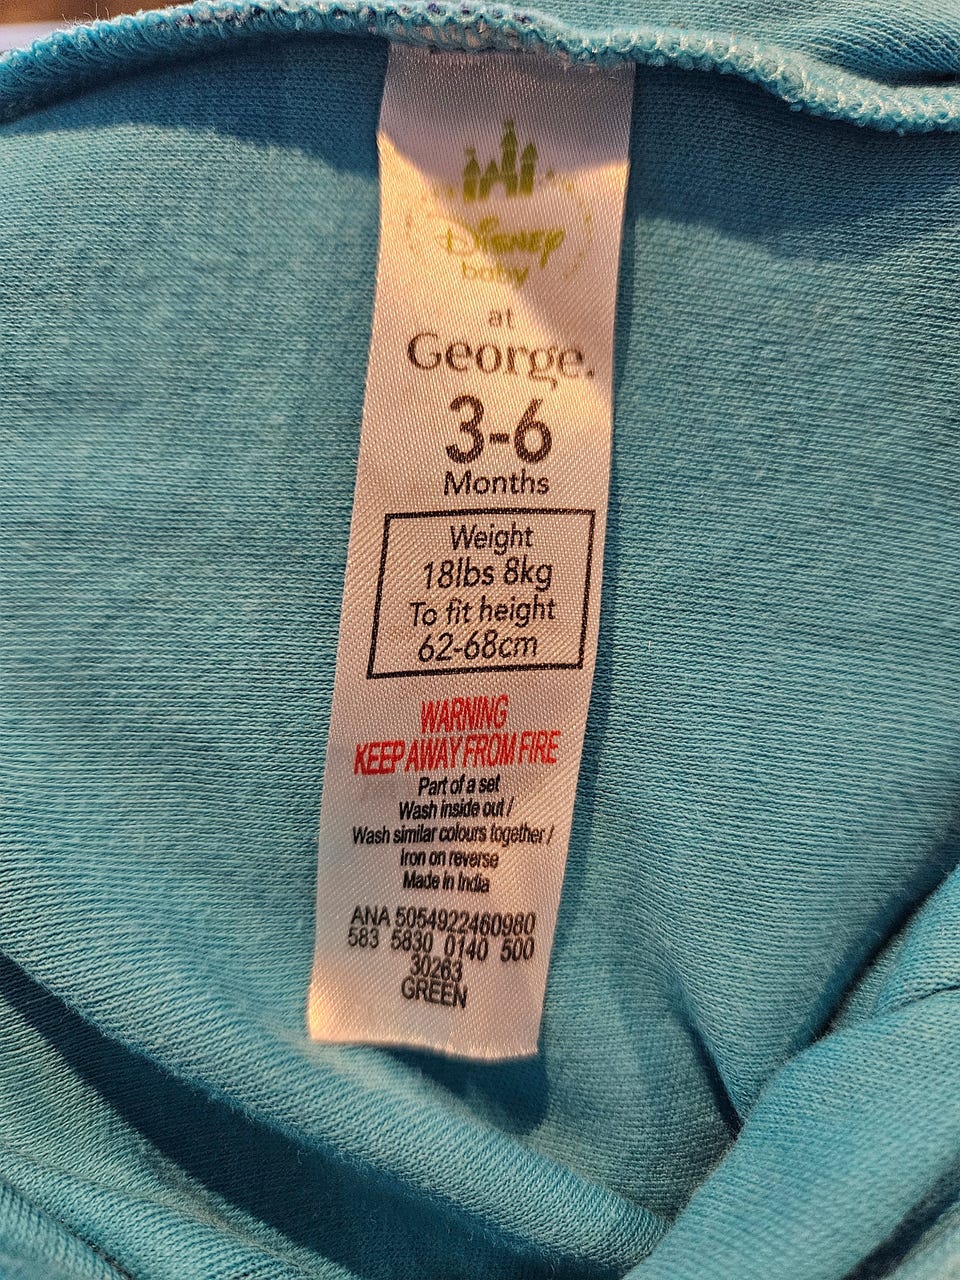 Disney
baby
at
George.
3-6
Months
Weight
18lbs 8kg
To fit height
62-68cm
WARNING
KEEP AWAY FROM FIRE
Part of a set
Wash inside out /
Wash similar colours together /
Iron on reverse
Made in India
ANA 5054922460980
583 5830 0140 500
30263
GREEN